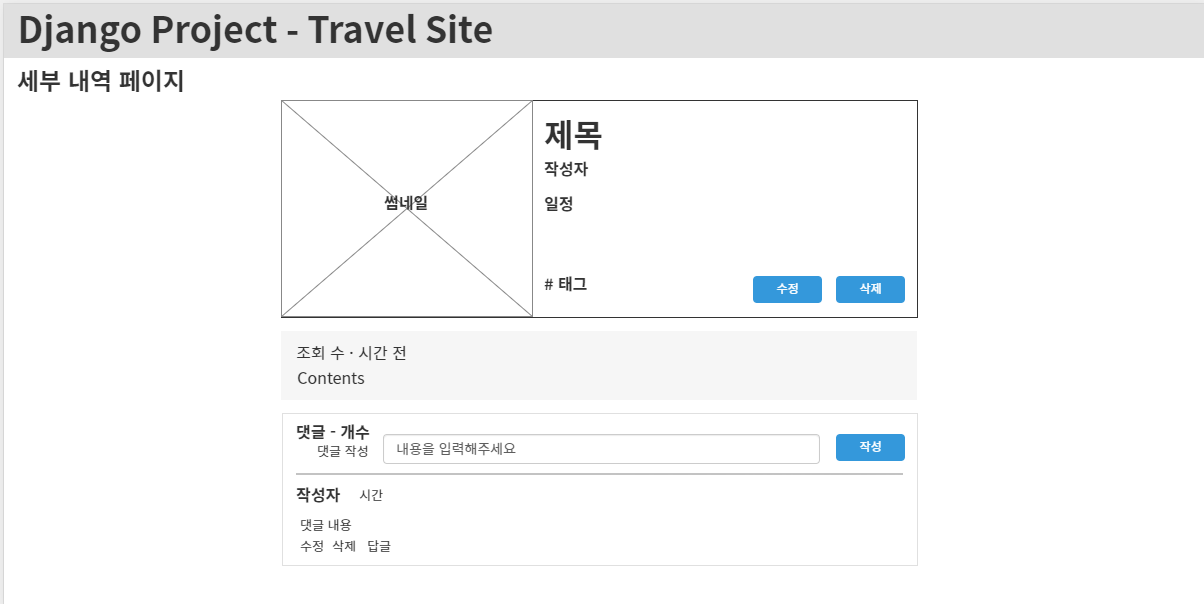 Django Project - Travel Site
세부 내역 페이지
썸네일
제목
작성자
일정
# 태그
수정 삭제
조회 수 · 시간 전
Contents
댓글 - 개수
댓글 작성 내용을 입력해주세요 작성
작성자 시간
댓글 내용
수정 삭제 답글